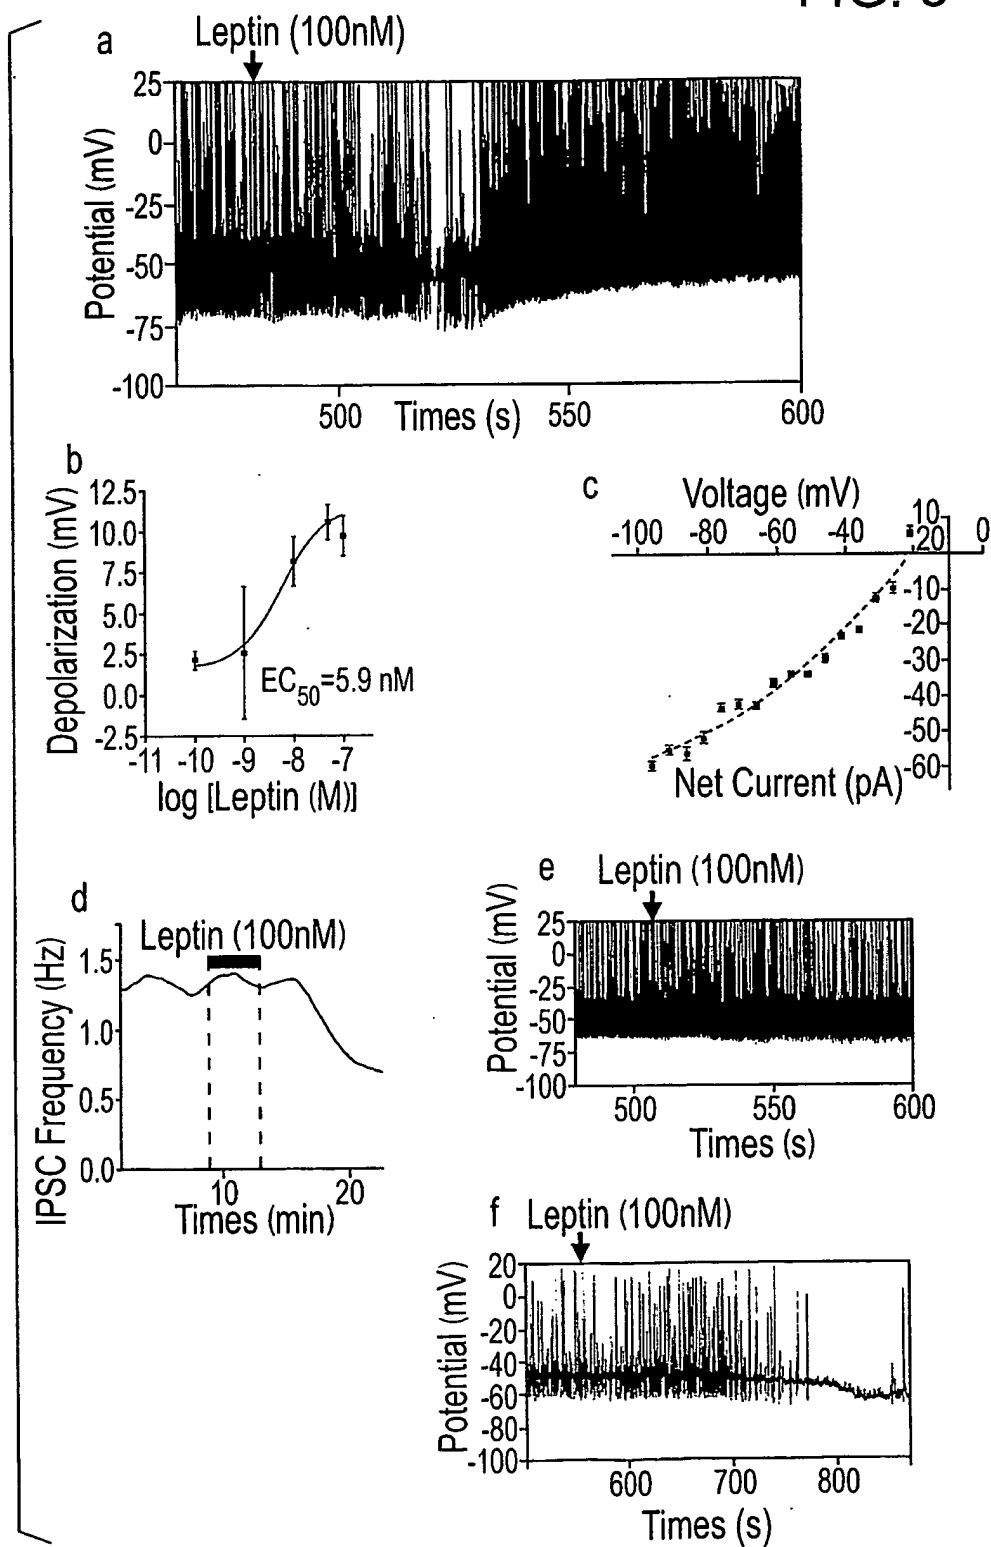 a
Leptin (100nM)
Potential (mV)
25
0
-25
-50
-75
-100
500
Times (s)
550
600
b
Depolarization (mV)
12.5
10.0
7.5
5.0
2.5
0.0
-2.5
EC50=5.9 nM
-11 -10 -9 -8 -7
log [Leptin (M)]
c
Voltage (mV)
-100 -80 -60 -40 -20 0
10
-10
-20
-30
-40
-50
-60
Net Current (pA)
d
Leptin (100nM)
IPSC Frequency (Hz)
1.5
1.0
0.5
0.0
10 20
Times (min)
e
Leptin (100nM)
Potential (mV)
25
0
-25
-50
-75
-100
500 550 600
Times (s)
f
Leptin (100nM)
Potential (mV)
20
0
-20
-40
-60
-80
-100
600 700 800
Times (s)